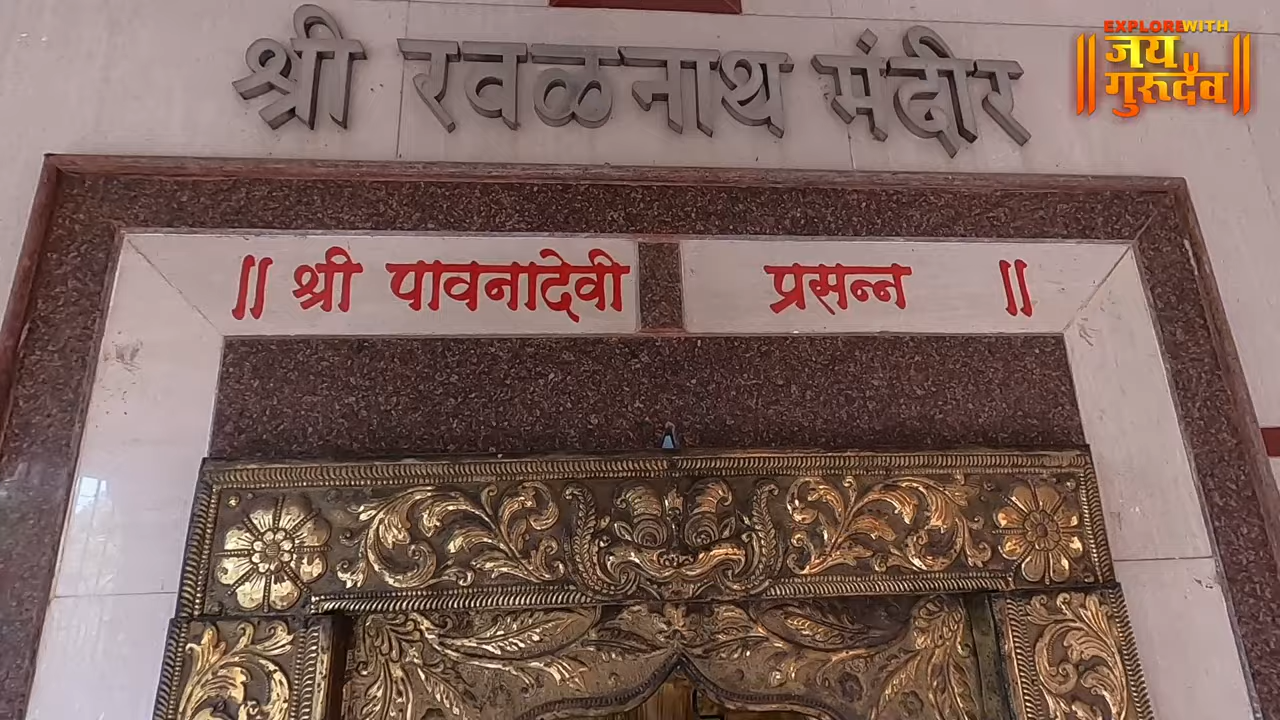 श्री रवळनाथ मंदीर
EXPLORE WITH
॥ जय गुरूदेव ॥
॥ श्री पावनादेवी प्रसन्न ॥